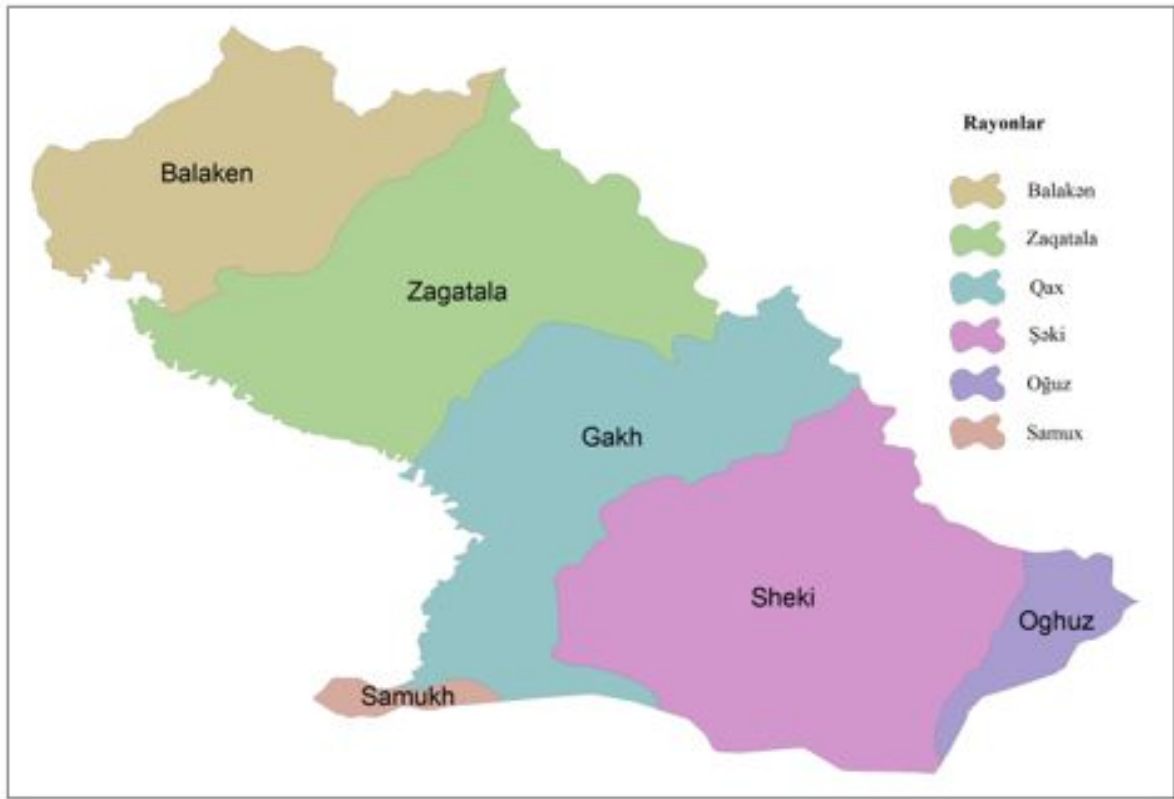 Balaken
Zagatala
Gakh
Sheki
Oghuz
Samukh
Rayonlar
Balakən
Zaqatala
Qax
Şəki
Oğuz
Samux